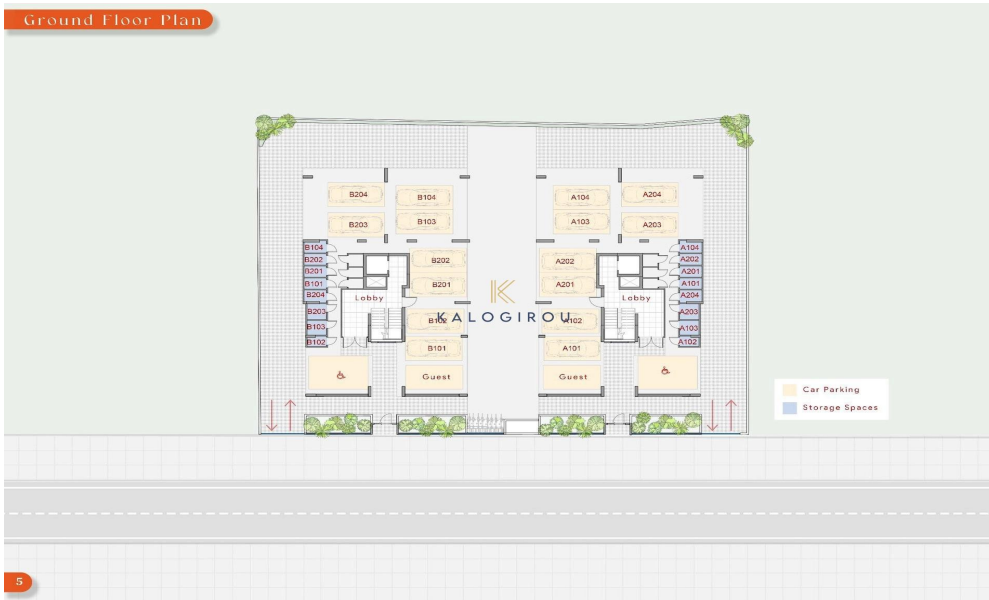 Ground Floor Plan
B204
B104
A104
A204
B203
B103
A103
A203
B104
B202
B201
B101
B204
B203
B103
B102
Lobby
B202
B201
B102
B101
Guest
K
KALOGIROU
A202
A201
A102
A101
Guest
Lobby
A104
A202
A201
A101
A204
A203
A103
A102
Car Parking
Storage Spaces
5